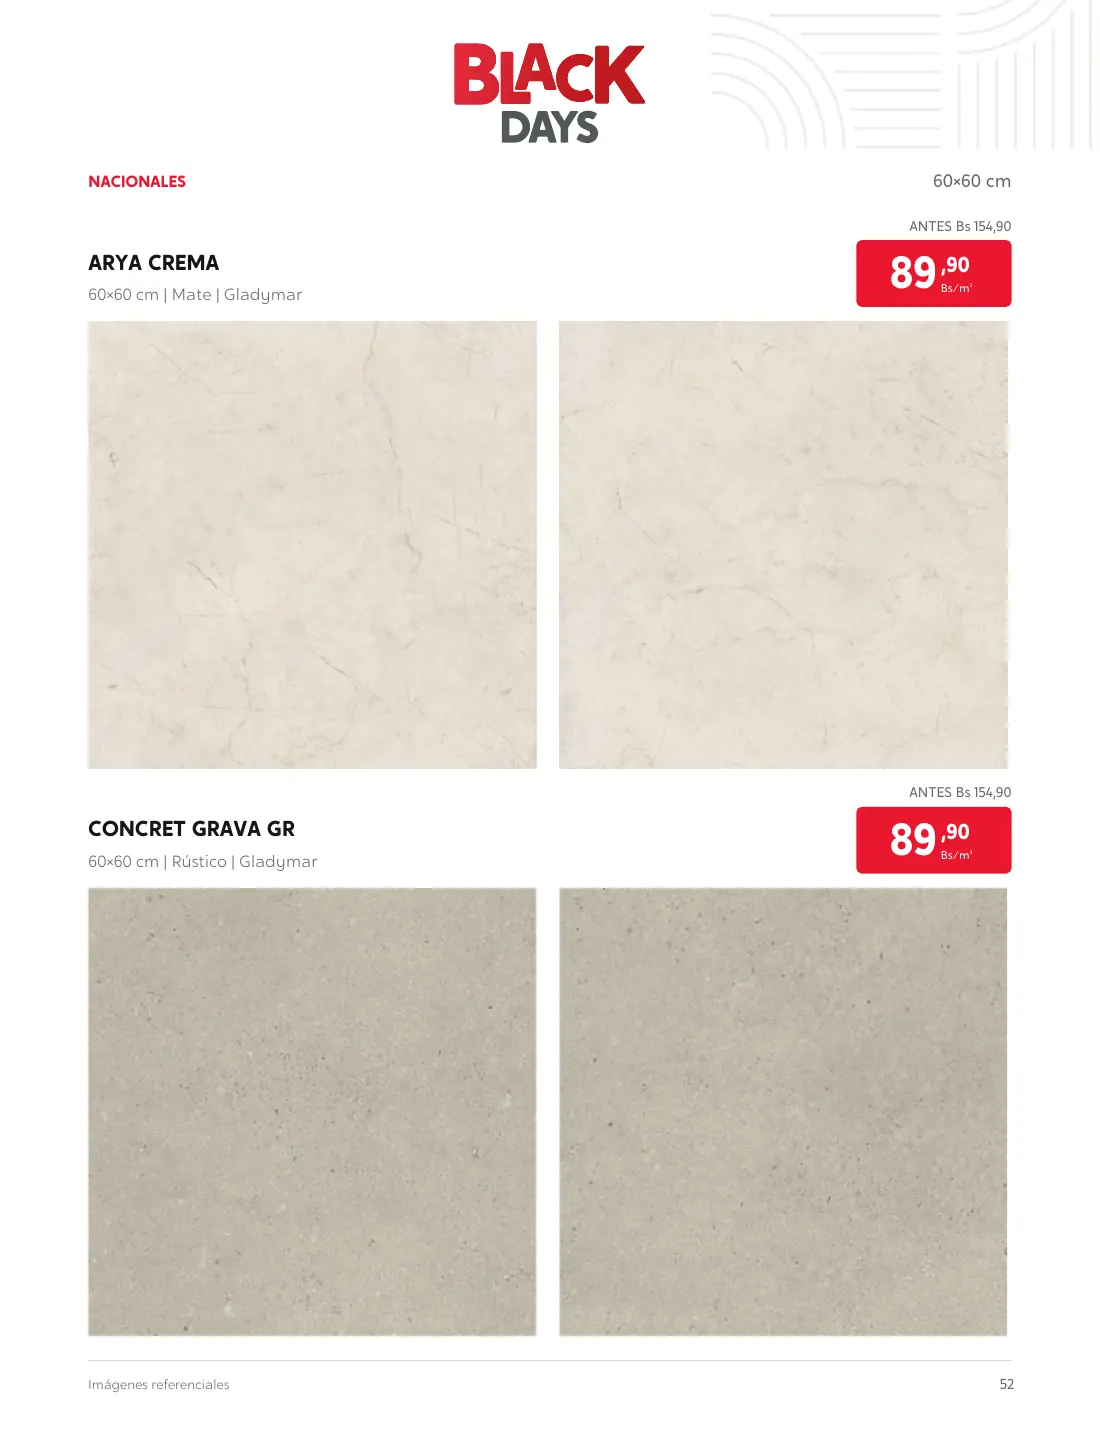 BLACK
DAYS
NACIONALES
60×60 cm
ANTES Bs 154,90
ARYA CREMA
89,90
Bs/m²
60×60 cm | Mate | Gladymar
ANTES Bs 154,90
CONCRET GRAVA GR
89,90
Bs/m²
60×60 cm | Rústico | Gladymar
Imágenes referenciales
52